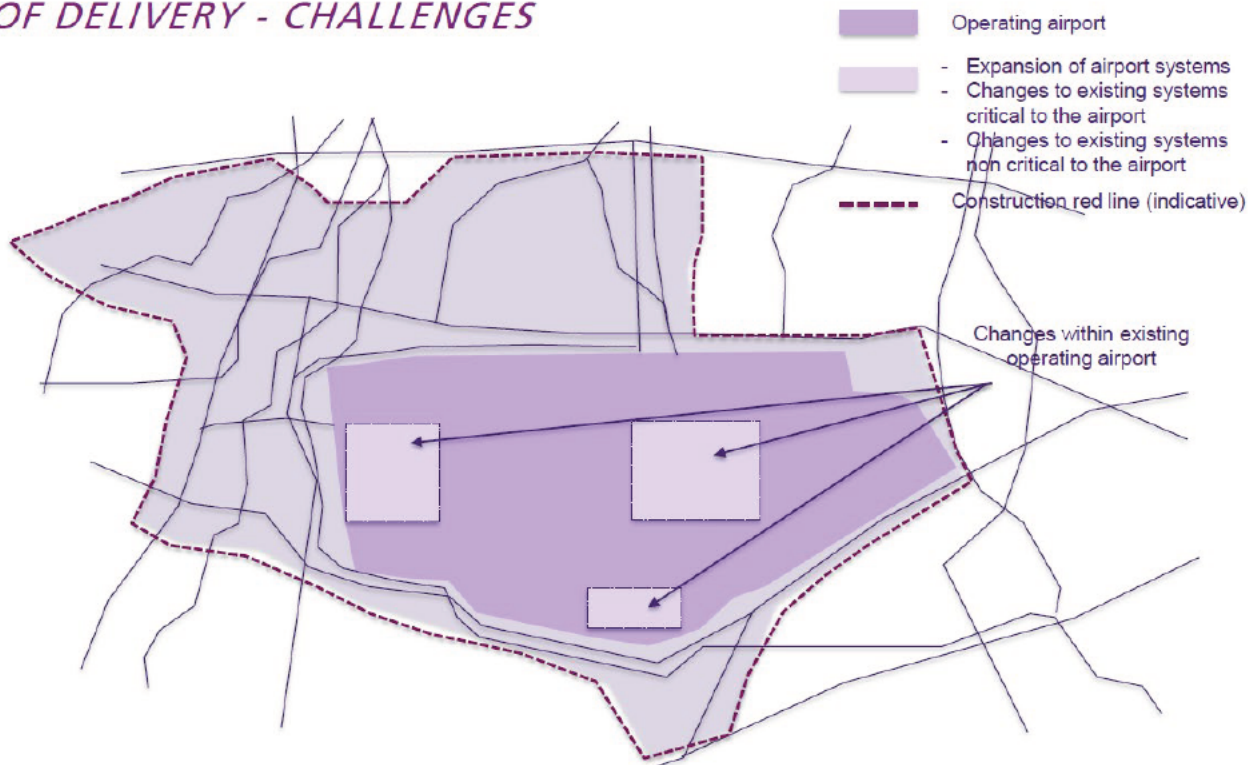 OF DELIVERY - CHALLENGES
Operating airport
- Expansion of airport systems
- Changes to existing systems
critical to the airport
- Changes to existing systems
non critical to the airport
Construction red line (indicative)
Changes within existing
operating airport